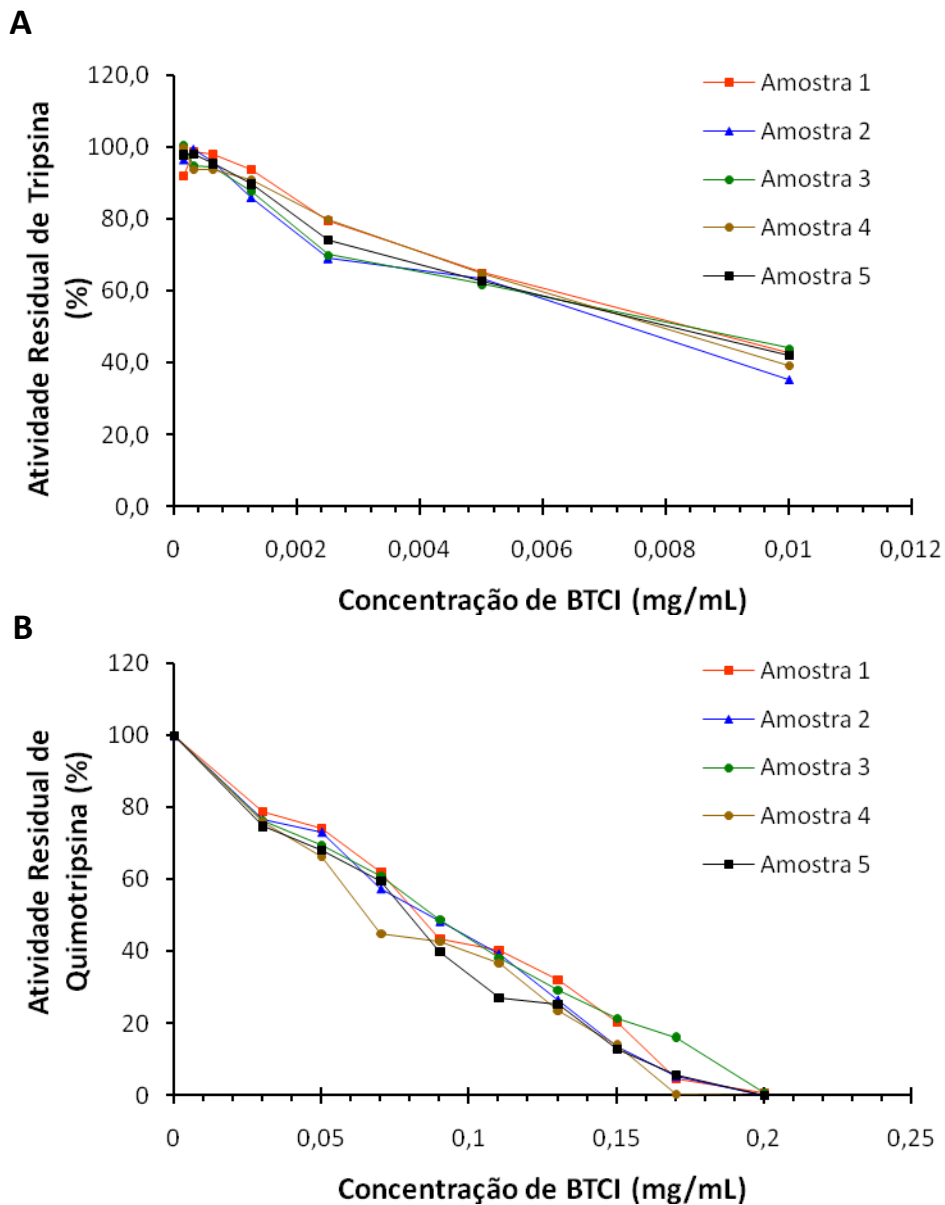 A
Atividade Residual de Tripsina
(%)
120,0
100,0
80,0
60,0
40,0
20,0
0,0
0
0,002
0,004
0,006
0,008
0,01
0,012
Concentração de BTCI (mg/mL)
Amostra 1
Amostra 2
Amostra 3
Amostra 4
Amostra 5
B
Atividade Residual de
Quimotripsina (%)
120
100
80
60
40
20
0
0
0,05
0,1
0,15
0,2
0,25
Concentração de BTCI (mg/mL)
Amostra 1
Amostra 2
Amostra 3
Amostra 4
Amostra 5